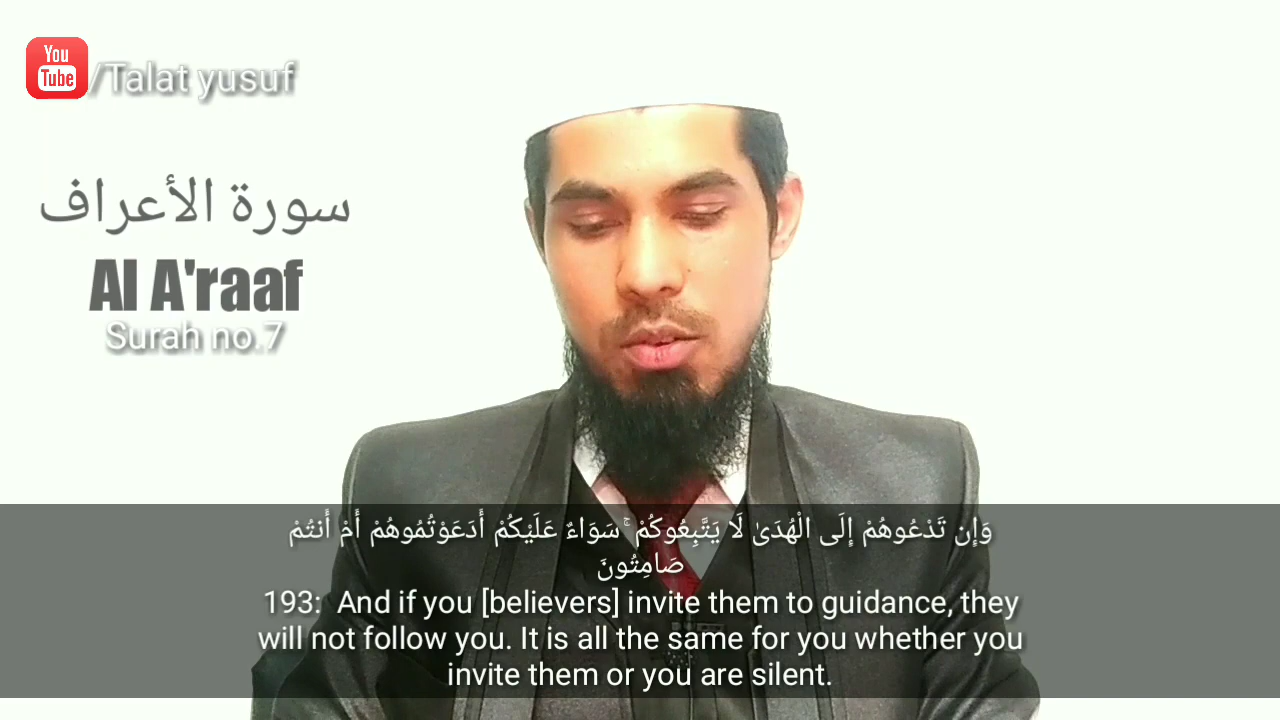 You
Tube
/Talat yusuf
سورة الأعراف
Al A'raaf
Surah no.7
وَإِن تَدْعُوهُمْ إِلَى الْهُدَىٰ لَا يَتَّبِعُوكُمْ ۚ سَوَاءٌ عَلَيْكُمْ أَدَعَوْتُمُوهُمْ أَمْ أَنتُمْ
صَامِتُونَ
193:  And if you [believers] invite them to guidance, they
will not follow you. It is all the same for you whether you
invite them or you are silent.